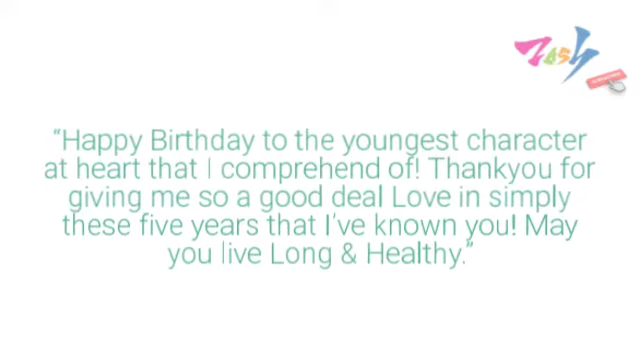 Tash
“Happy Birthday to the youngest character
at heart that I comprehend of! Thankyou for
giving me so a good deal Love in simply
these five years that I’ve known you! May
you live Long & Healthy.”